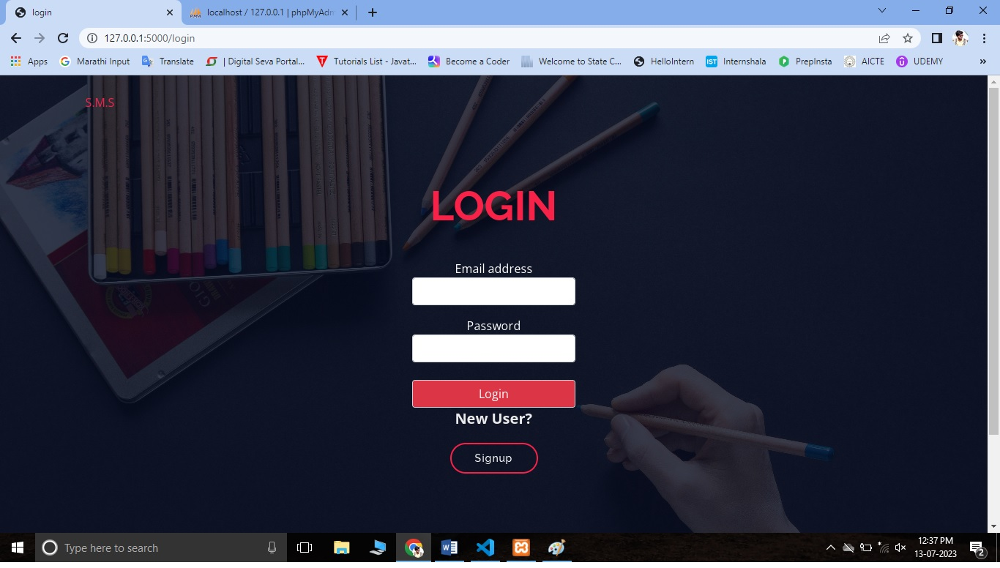 login
localhost / 127.0.0.1 | phpMyAdm
127.0.0.1:5000/login
Apps
Marathi Input
Translate
| Digital Seva Portal...
Tutorials List - Javat...
Become a Coder
Welcome to State C...
HelloIntern
IST
Internshala
PrepInsta
AICTE
UDEMY
»
S.M.S
LOGIN
Email address
Password
Login
New User?
Signup
Type here to search
12:37 PM
13-07-2023
2